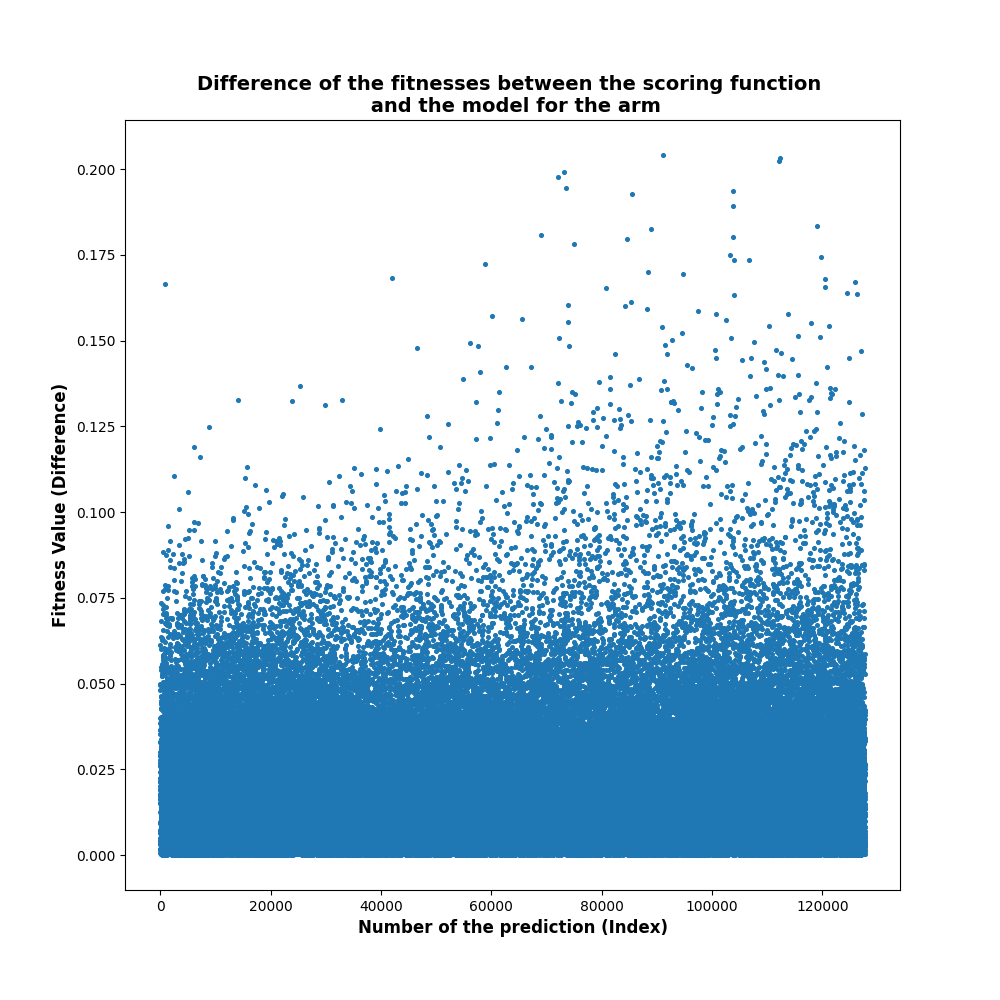 Difference of the fitnesses between the scoring function
and the model for the arm
Fitness Value (Difference)
0.200
0.175
0.150
0.125
0.100
0.075
0.050
0.025
0.000
0 20000 40000 60000 80000 100000 120000
Number of the prediction (Index)